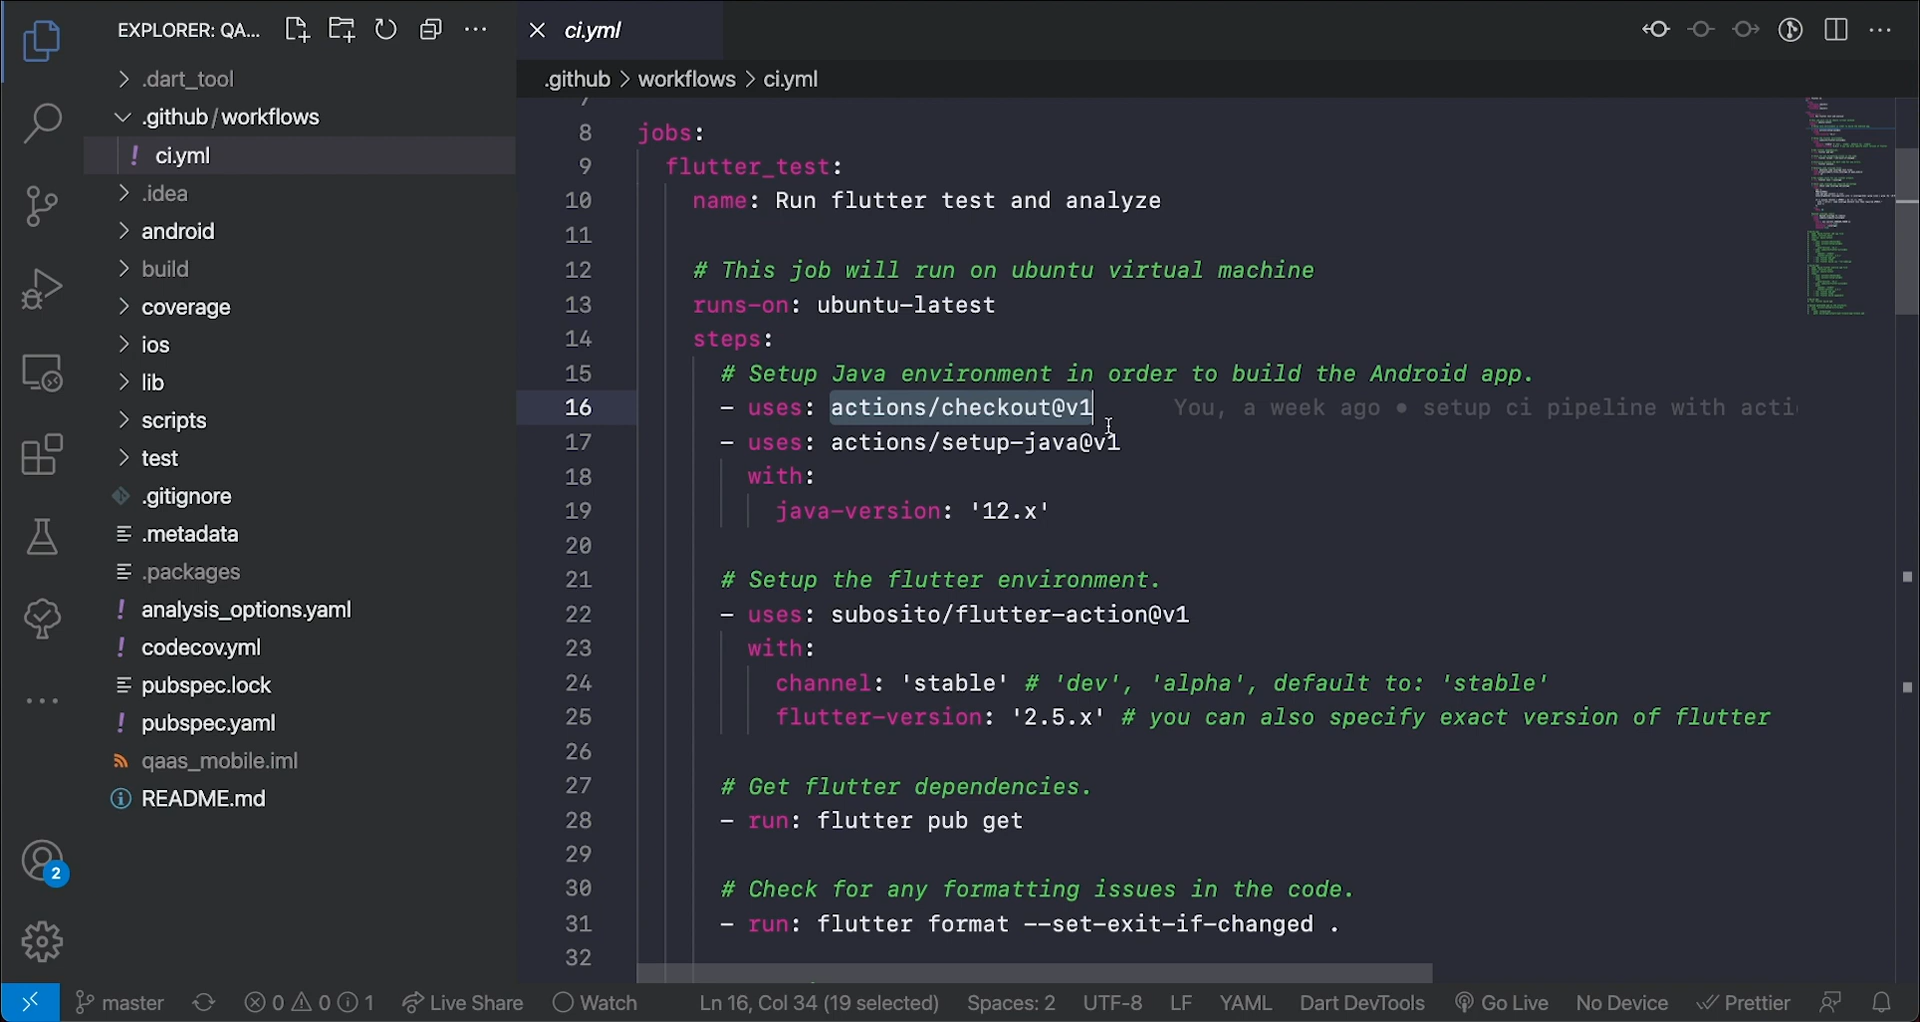 EXPLORER: QA...
.dart_tool
.github/workflows
ci.yml
.idea
android
build
coverage
ios
lib
scripts
test
.gitignore
.metadata
.packages
analysis_options.yaml
codecov.yml
pubspec.lock
pubspec.yaml
qaas_mobile.iml
README.md
2
ci.yml
.github > workflows > ci.yml
7
8 jobs:
9 flutter_test:
10 name: Run flutter test and analyze
11
12 # This job will run on ubuntu virtual machine
13 runs-on: ubuntu-latest
14 steps:
15 # Setup Java environment in order to build the Android app.
16 - uses: actions/checkout@v1 You, a week ago • setup ci pipeline with acti
17 - uses: actions/setup-java@v1
18 with:
19 java-version: '12.x'
20
21 # Setup the flutter environment.
22 - uses: subosito/flutter-action@v1
23 with:
24 channel: 'stable' # 'dev', 'alpha', default to: 'stable'
25 flutter-version: '2.5.x' # you can also specify exact version of flutter
26
27 # Get flutter dependencies.
28 - run: flutter pub get
29
30 # Check for any formatting issues in the code.
31 - run: flutter format --set-exit-if-changed .
32
master 0 0 1 Live Share Watch Ln 16, Col 34 (19 selected) Spaces: 2 UTF-8 LF YAML Dart DevTools Go Live No Device Prettier